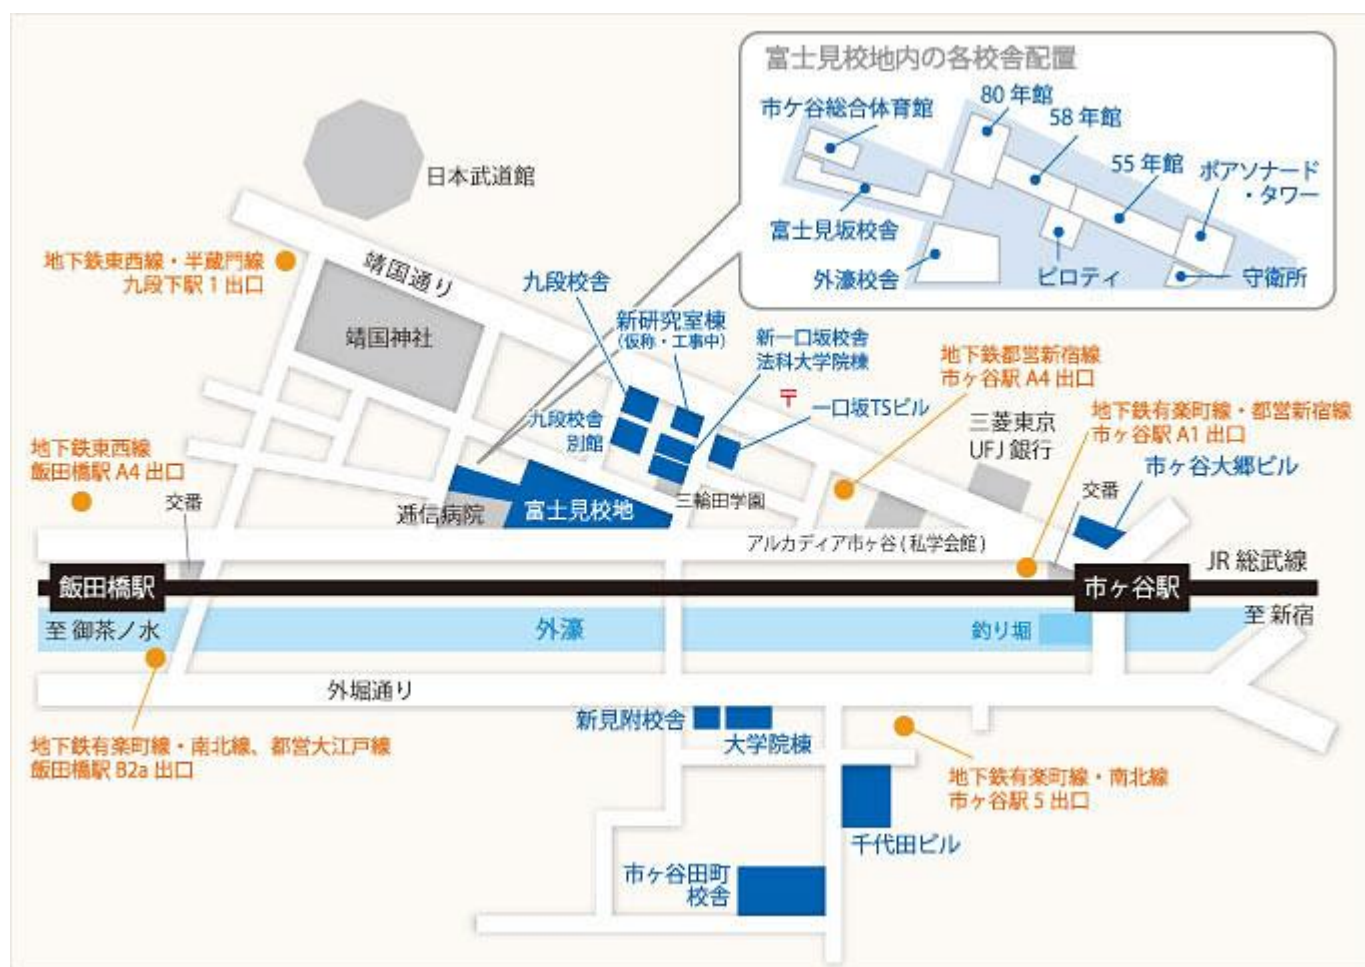 富士見校地内の各校舎配置
80 年館
市ケ谷総合体育館
58 年館
55 年館
ボアソナード
・タワー
富士見坂校舎
外濠校舎
ピロティ
守衛所
日本武道館
地下鉄東西線・半蔵門線
九段下駅 1 出口
靖国通り
九段校舎
新研究室棟
(仮称・工事中)
新一口坂校舎
法科大学院棟
靖国神社
地下鉄都営新宿線
市ヶ谷駅 A4 出口
〒
一口坂TSビル
九段校舎
別館
三菱東京
UFJ 銀行
地下鉄有楽町線・都営新宿線
市ヶ谷駅 A1 出口
地下鉄東西線
飯田橋駅 A4 出口
市ヶ谷大郷ビル
交番
交番
逓信病院
富士見校地
三輪田学園
アルカディア市ヶ谷 ( 私学会館 )
飯田橋駅
市ヶ谷駅
JR 総武線
至 御茶ノ水
外濠
釣り堀
至 新宿
外堀通り
新見附校舎
大学院棟
地下鉄有楽町線・南北線、都営大江戸線
飯田橋駅 B2a 出口
地下鉄有楽町線・南北線
市ヶ谷駅 5 出口
千代田ビル
市ヶ谷田町
校舎